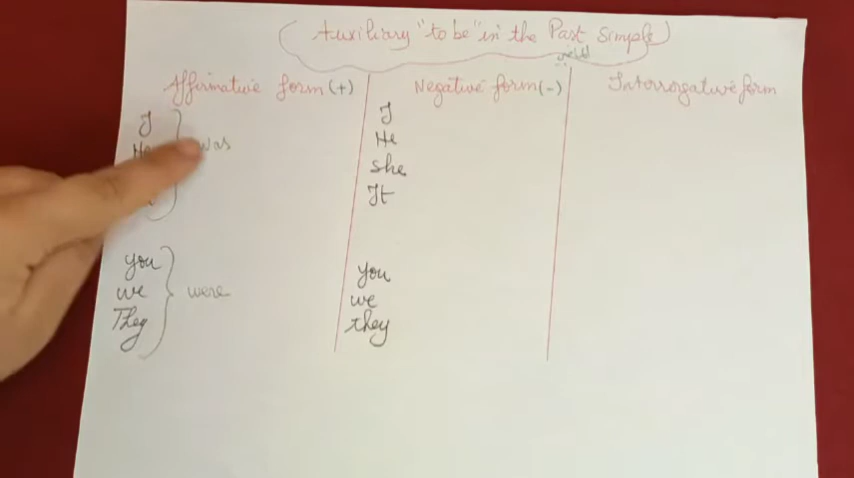 Auxiliary "to be" in the Past Simple
Affirmative form (+)
I
was
you
we
They
were
Negative form (-)
I
He
she
It
you
we
they
Interrogative form